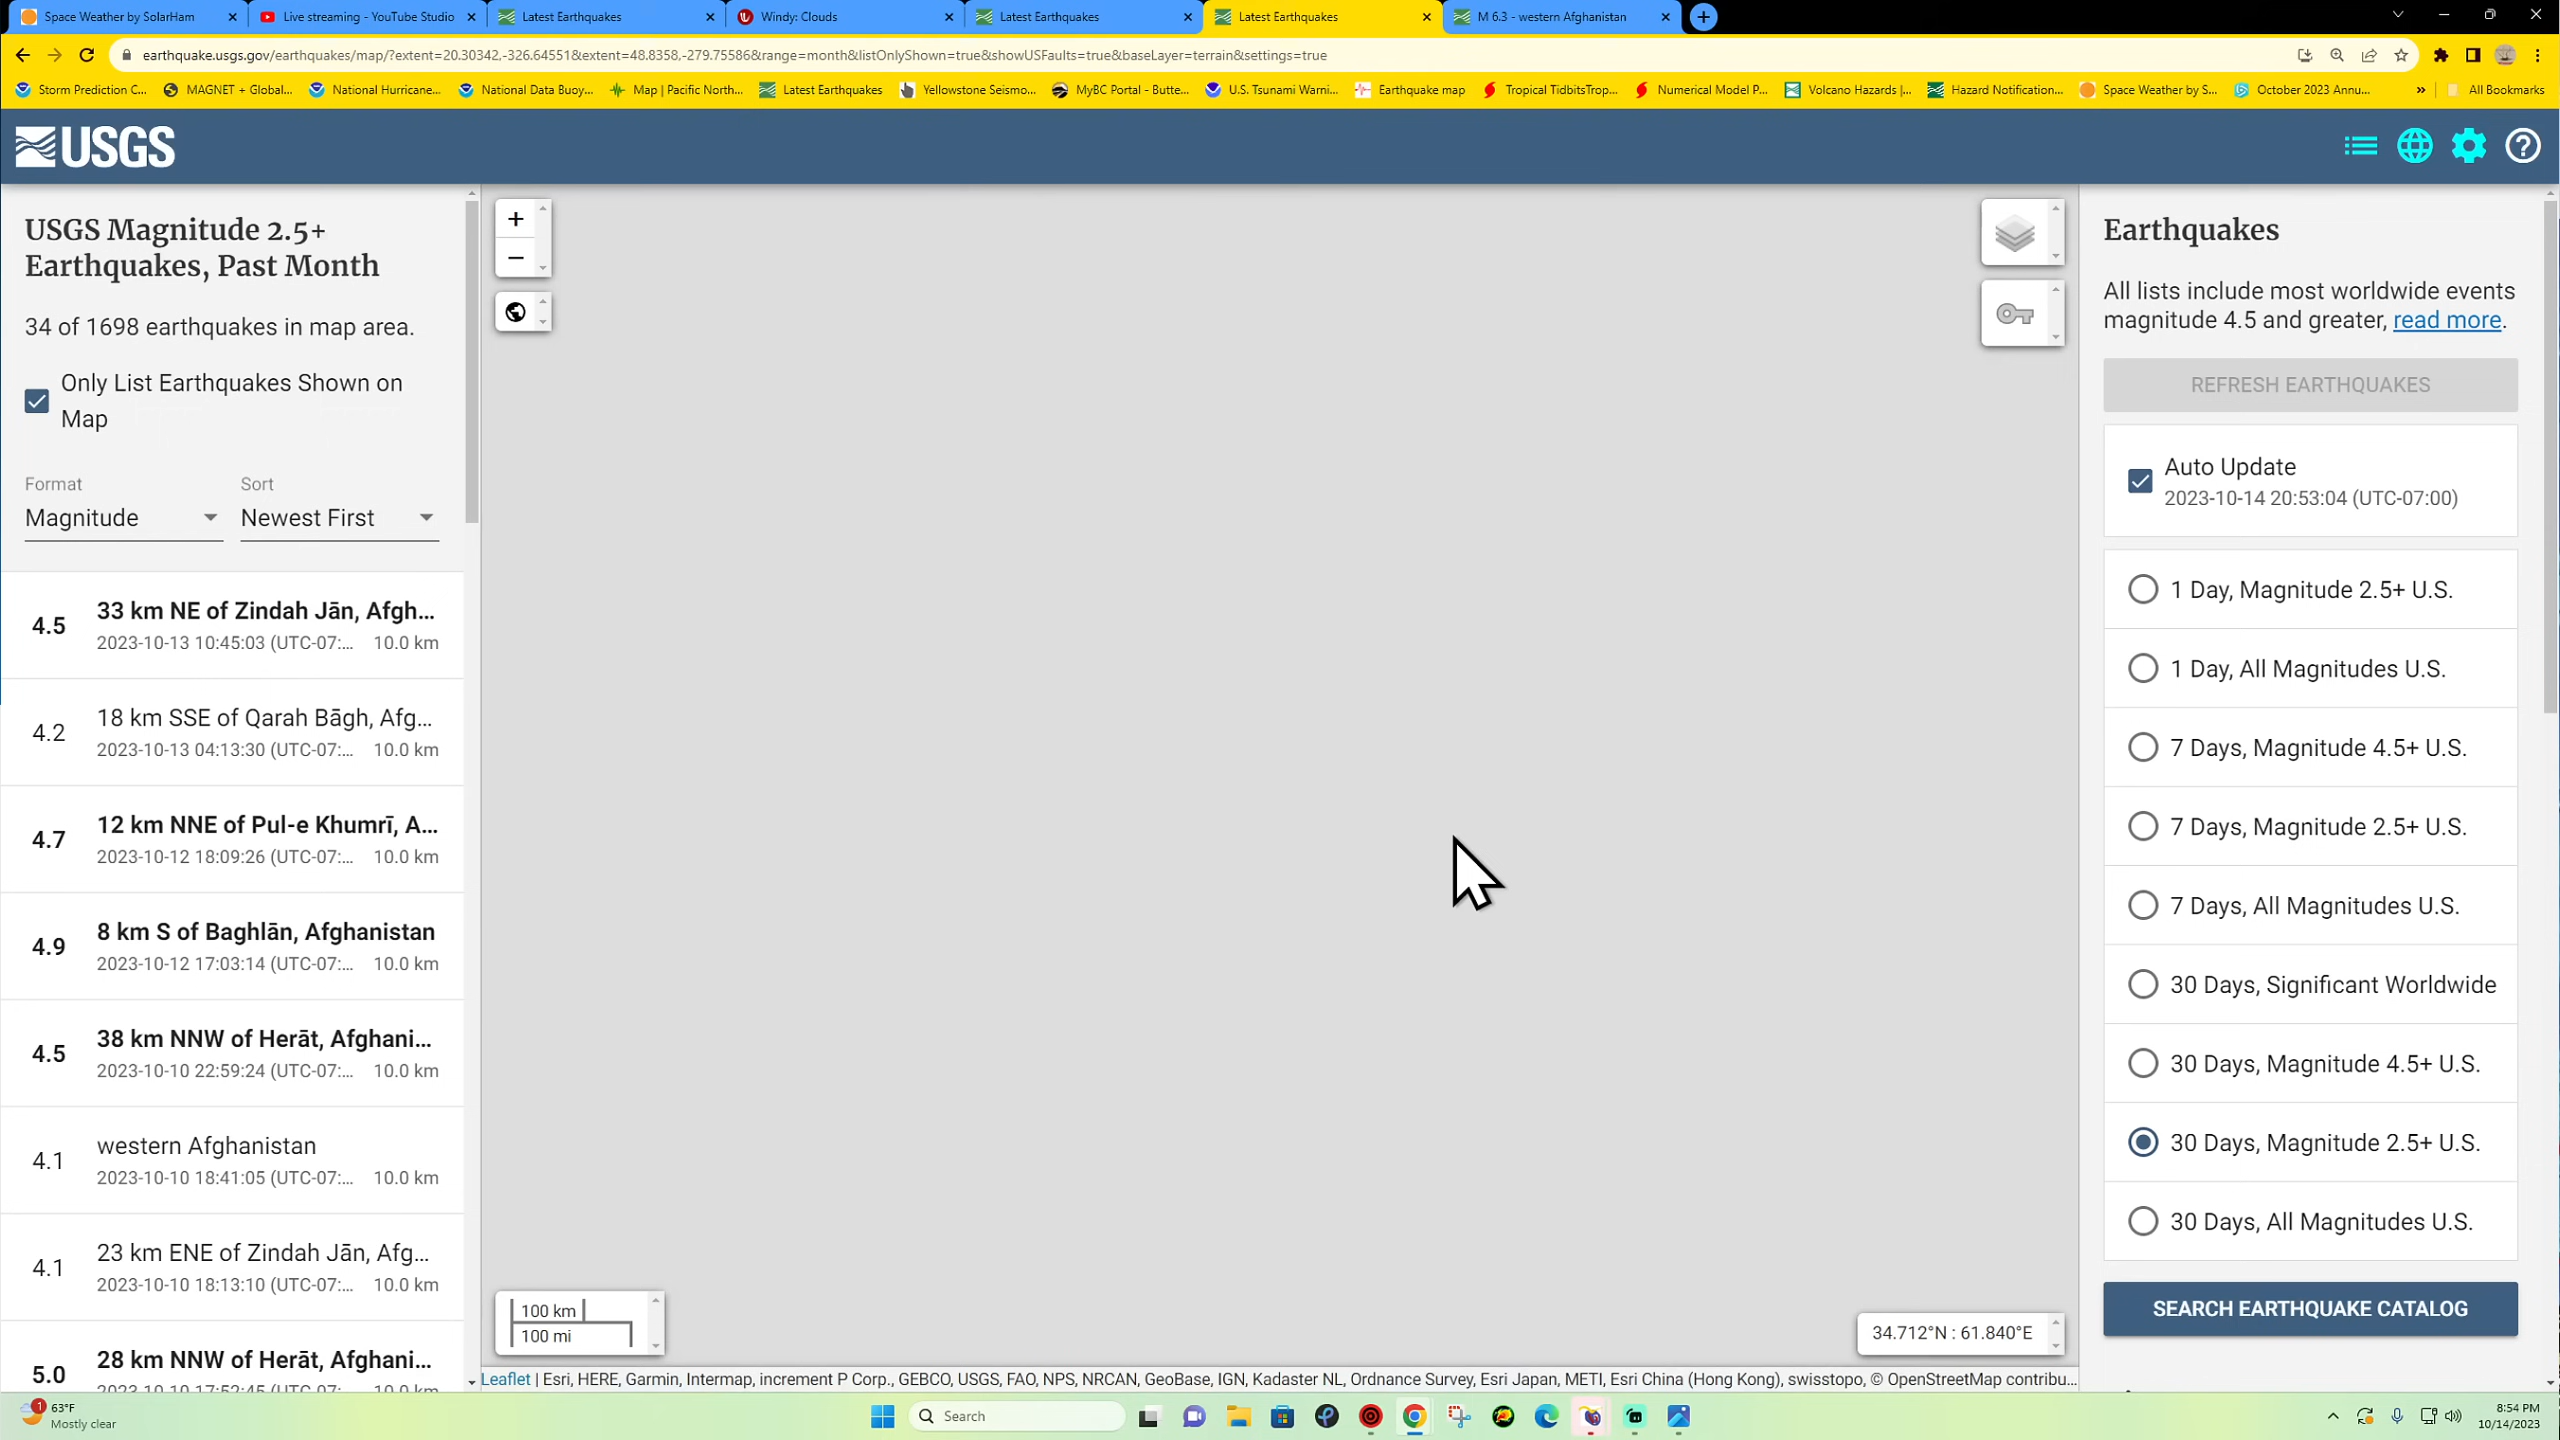 Space Weather by SolarHam
Live streaming - YouTube Studio
Latest Earthquakes
Windy: Clouds
Latest Earthquakes
Latest Earthquakes
M 6.3 - western Afghanistan
earthquake.usgs.gov/earthquakes/map/?extent=20.30342,-326.64551&extent=48.8358,-279.75586&range=month&listOnlyShown=true&showUSFaults=true&baseLayer=terrain&settings=true
Storm Prediction C...
MAGNET + Global...
National Hurricane...
National Data Buoy...
Map | Pacific North...
Latest Earthquakes
Yellowstone Seismo...
MyBC Portal - Butte...
U.S. Tsunami Warni...
Earthquake map
Tropical TidbitsTrop...
Numerical Model P...
Volcano Hazards |...
Hazard Notification...
Space Weather by S...
October 2023 Annu...
»
All Bookmarks
USGS
USGS Magnitude 2.5+
Earthquakes, Past Month
34 of 1698 earthquakes in map area.
Only List Earthquakes Shown on
Map
Format
Sort
Magnitude
Newest First
4.5
33 km NE of Zindah Jān, Afgh...
2023-10-13 10:45:03 (UTC-07:... 10.0 km
4.2
18 km SSE of Qarah Bāgh, Afg...
2023-10-13 04:13:30 (UTC-07:... 10.0 km
4.7
12 km NNE of Pul-e Khumrī, A...
2023-10-12 18:09:26 (UTC-07:... 10.0 km
4.9
8 km S of Baghlān, Afghanistan
2023-10-12 17:03:14 (UTC-07:... 10.0 km
4.5
38 km NNW of Herāt, Afghani...
2023-10-10 22:59:24 (UTC-07:... 10.0 km
4.1
western Afghanistan
2023-10-10 18:41:05 (UTC-07:... 10.0 km
4.1
23 km ENE of Zindah Jān, Afg...
2023-10-10 18:13:10 (UTC-07:... 10.0 km
5.0
28 km NNW of Herāt, Afghani...
2023-10-10 17:52:45 (UTC-07:... 10.0 km
+
−
100 km
100 mi
34.712°N : 61.840°E
Leaflet | Esri, HERE, Garmin, Intermap, increment P Corp., GEBCO, USGS, FAO, NPS, NRCAN, GeoBase, IGN, Kadaster NL, Ordnance Survey, Esri Japan, METI, Esri China (Hong Kong), swisstopo, © OpenStreetMap contribu...
Earthquakes
All lists include most worldwide events
magnitude 4.5 and greater, read more.
REFRESH EARTHQUAKES
Auto Update
2023-10-14 20:53:04 (UTC-07:00)
1 Day, Magnitude 2.5+ U.S.
1 Day, All Magnitudes U.S.
7 Days, Magnitude 4.5+ U.S.
7 Days, Magnitude 2.5+ U.S.
7 Days, All Magnitudes U.S.
30 Days, Significant Worldwide
30 Days, Magnitude 4.5+ U.S.
30 Days, Magnitude 2.5+ U.S.
30 Days, All Magnitudes U.S.
SEARCH EARTHQUAKE CATALOG
1
63°F
Mostly clear
Search
8:54 PM
10/14/2023